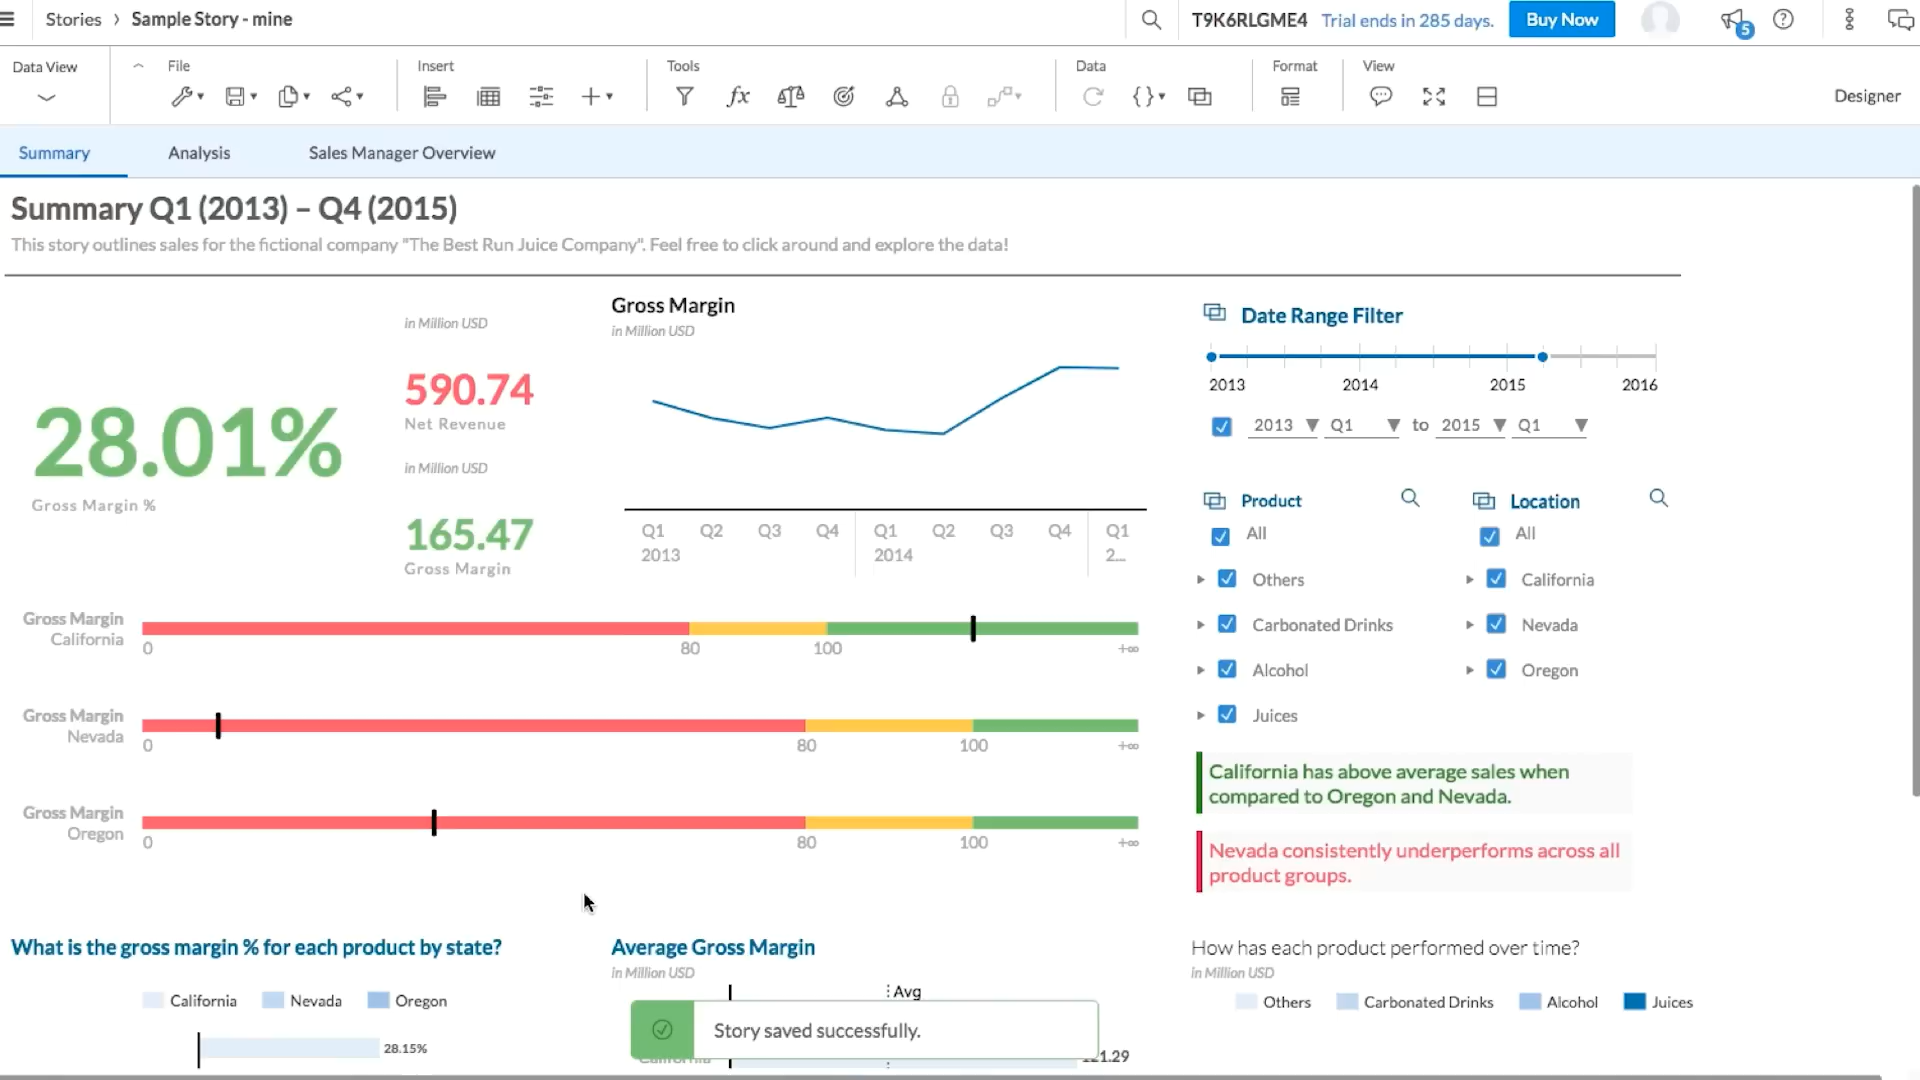 Stories › Sample Story - mine
T9K6RLGME4 Trial ends in 285 days. Buy Now
5
Data View
File
Insert
Tools
Data
Format
View
Designer
Summary Analysis Sales Manager Overview
Summary Q1 (2013) – Q4 (2015)
This story outlines sales for the fictional company "The Best Run Juice Company". Feel free to click around and explore the data!
28.01%
Gross Margin %
in Million USD
590.74
Net Revenue
in Million USD
165.47
Gross Margin
Gross Margin
in Million USD
Q1 Q2 Q3 Q4 Q1 Q2 Q3 Q4 Q1
2013 2014 2...
Date Range Filter
2013 2014 2015 2016
2013 Q1 to 2015 Q1
Product
All
Others
Carbonated Drinks
Alcohol
Juices
Location
All
California
Nevada
Oregon
Gross Margin
California
0 80 100 +∞
Gross Margin
Nevada
0 80 100 +∞
Gross Margin
Oregon
0 80 100 +∞
California has above average sales when
compared to Oregon and Nevada.
Nevada consistently underperforms across all
product groups.
What is the gross margin % for each product by state?
California Nevada Oregon
28.15%
Average Gross Margin
in Million USD
Avg
Story saved successfully.
How has each product performed over time?
in Million USD
Others Carbonated Drinks Alcohol Juices